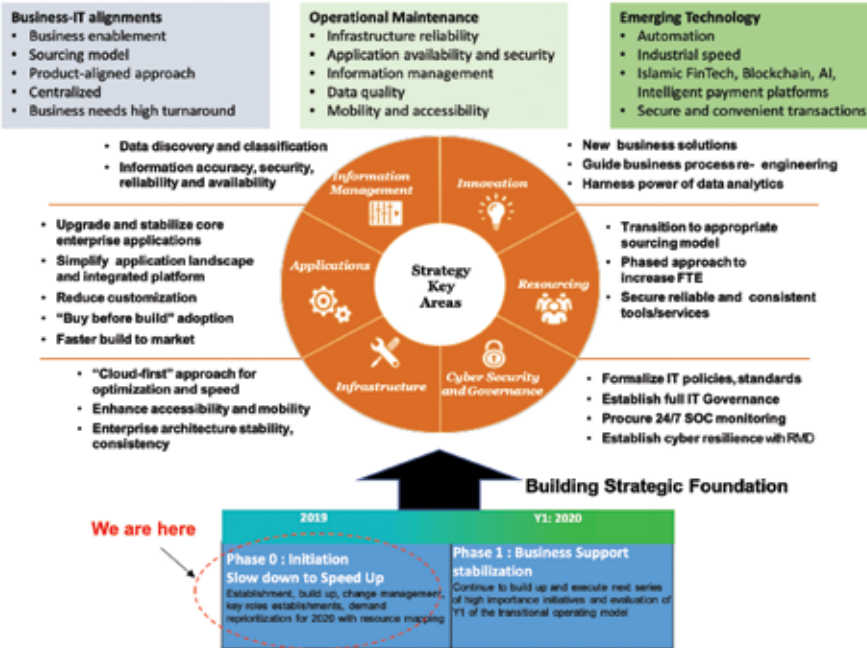 Business-IT alignments
• Business enablement
• Sourcing model
• Product-aligned approach
• Centralized
• Business needs high turnaround
Operational Maintenance
• Infrastructure reliability
• Application availability and security
• Information management
• Data quality
• Mobility and accessibility
Emerging Technology
• Automation
• Industrial speed
• Islamic FinTech, Blockchain, AI,
Intelligent payment platforms
• Secure and convenient transactions
• Data discovery and classification
• Information accuracy, security,
reliability and availability
• Upgrade and stabilize core
enterprise applications
• Simplify application landscape
and integrated platform
• Reduce customization
• "Buy before build" adoption
• Faster build to market
• "Cloud-first" approach for
optimization and speed
• Enhance accessibility and mobility
• Enterprise architecture stability,
consistency
Information
Management
Innovation
Applications
Strategy
Key
Areas
Resourcing
Infrastructure
Cyber Security
and Governance
• New business solutions
• Guide business process re- engineering
• Harness power of data analytics
• Transition to appropriate
sourcing model
• Phased approach to
increase FTE
• Secure reliable and consistent
tools/services
• Formalize IT policies, standards
• Establish full IT Governance
• Procure 24/7 SOC monitoring
• Establish cyber resilience with RMD
Building Strategic Foundation
We are here
2019
Y1: 2020
Phase 0 : Initiation
Slow down to Speed Up
Establishment, build up, change management,
key roles establishments, demand
reprioritization for 2020 with resource mapping
Phase 1 : Business Support
stabilization
Continue to build up and execute next series
of high importance initiatives and evaluation of
Y1 of the transitional operating model